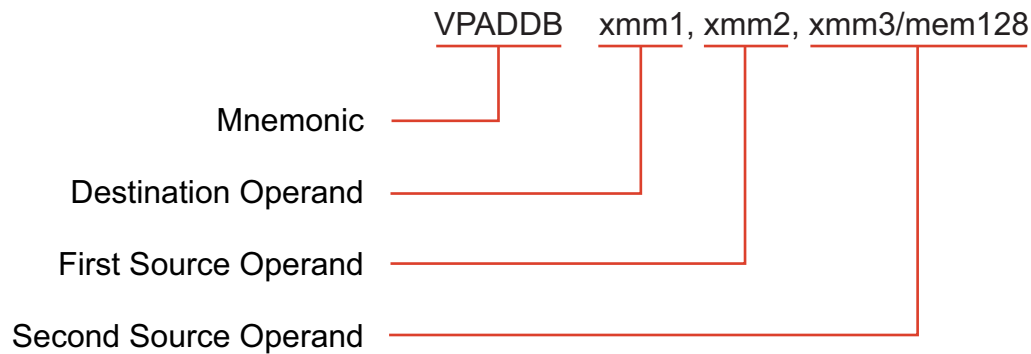 VPADDB xmm1, xmm2, xmm3/mem128
Mnemonic
Destination Operand
First Source Operand
Second Source Operand